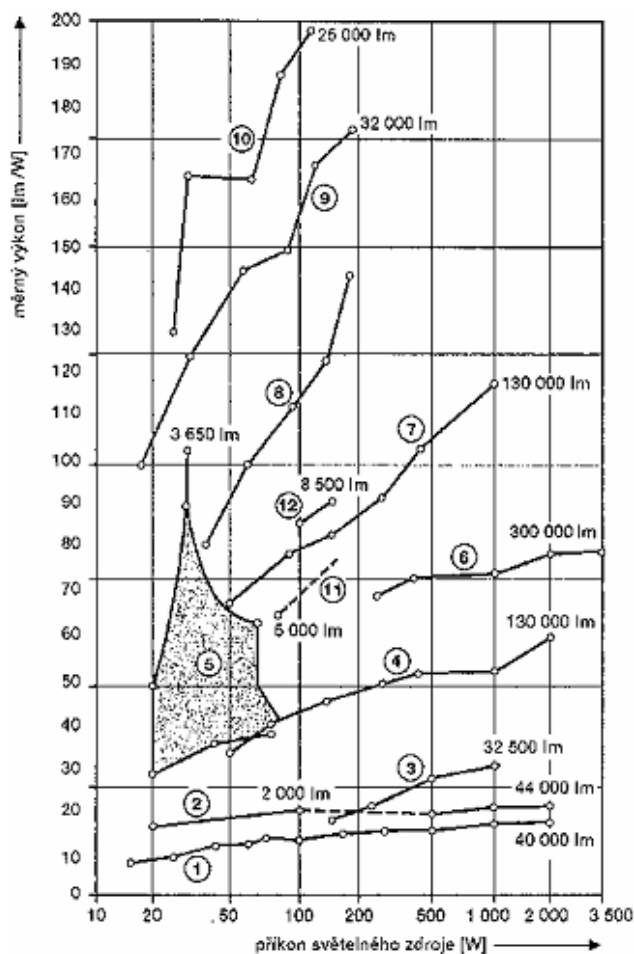 200
190
180
170
160
150
140
130
120
110
100
90
80
70
60
50
40
30
20
10
0
měrný výkon [lm/W]
25 000 lm
32 000 lm
10
9
8
3 650 lm
130 000 lm
7
8 500 lm
12
300 000 lm
6
11
5 000 lm
130 000 lm
5
4
32 500 lm
3
2 000 lm
44 000 lm
2
40 000 lm
1
10 20 50 100 200 500 1 000 2 000 3 500
příkon světelného zdroje [W]